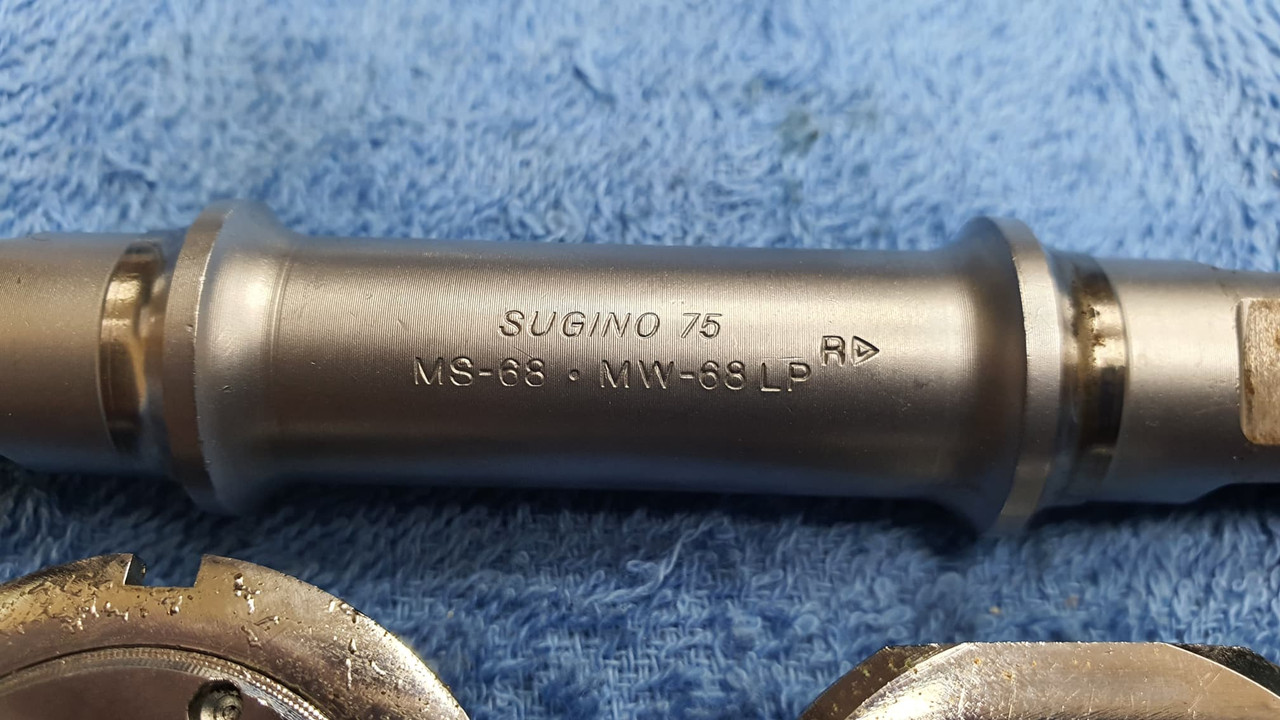 SUGINO 75
MS-68 · MW-68 LP R▷